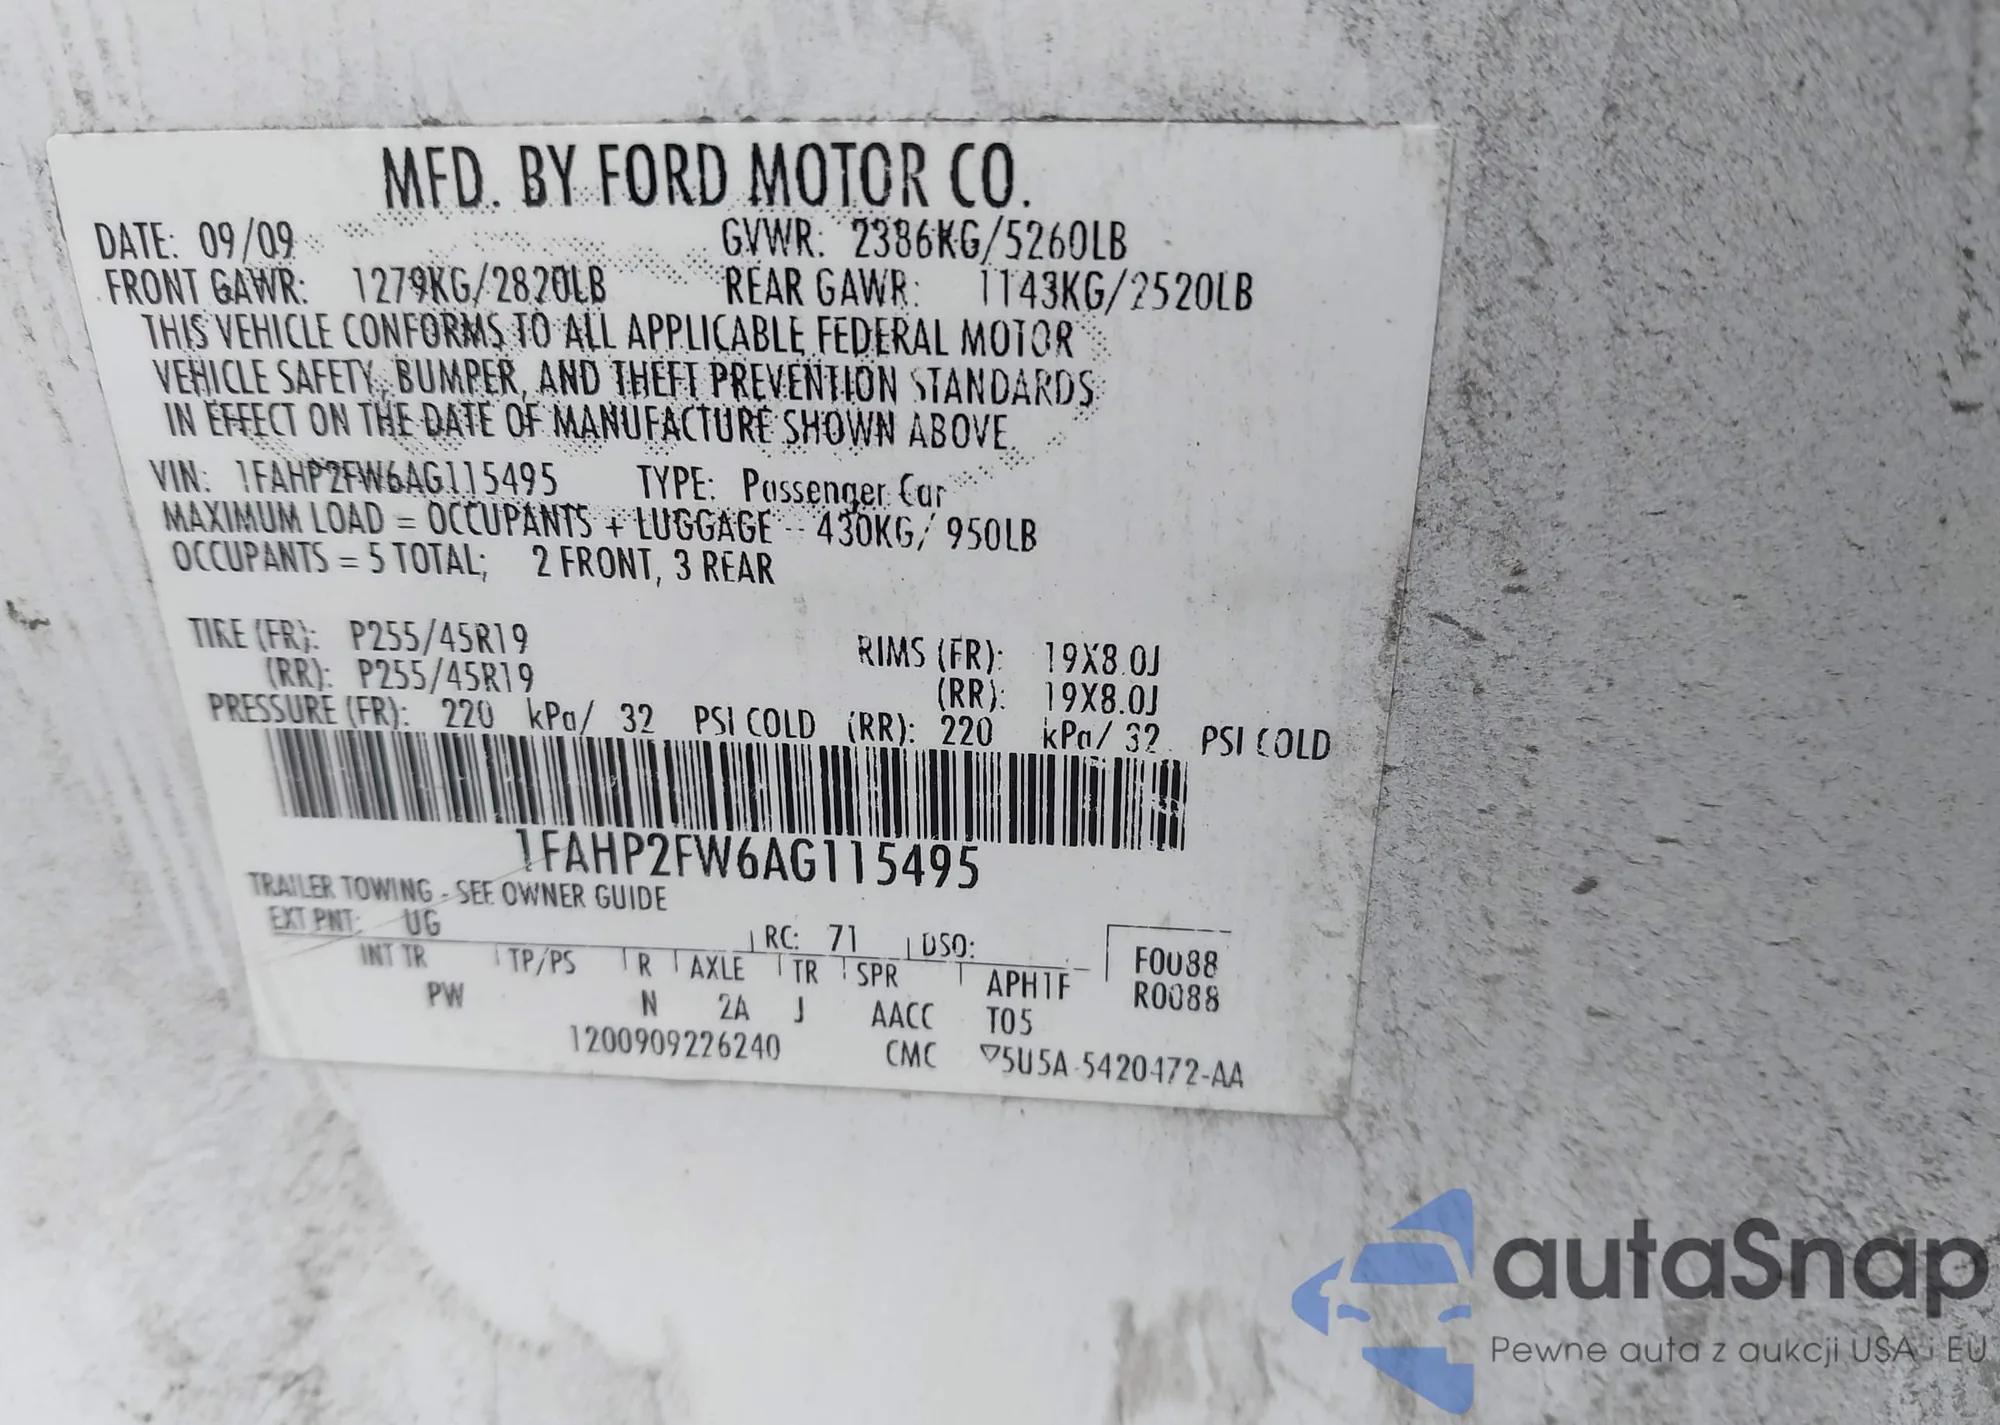 MFD. BY FORD MOTOR CO.
DATE: 09/09 GVWR: 2386KG/5260LB
FRONT GAWR: 1279KG/2820LB REAR GAWR: 1143KG/2520LB
THIS VEHICLE CONFORMS TO ALL APPLICABLE FEDERAL MOTOR
VEHICLE SAFETY, BUMPER, AND THEFT PREVENTION STANDARDS
IN EFFECT ON THE DATE OF MANUFACTURE SHOWN ABOVE.
VIN: 1FAHP2FW6AG115495 TYPE: Passenger Car
MAXIMUM LOAD = OCCUPANTS + LUGGAGE - 430KG/ 950LB
OCCUPANTS = 5 TOTAL; 2 FRONT, 3 REAR
TIRE (FR): P255/45R19 RIMS (FR): 19X8.0J
(RR): P255/45R19 (RR): 19X8.0J
PRESSURE (FR): 220 kPa/ 32 PSI COLD (RR): 220 kPa/ 32 PSI COLD
1FAHP2FW6AG115495
TRAILER TOWING - SEE OWNER GUIDE
EXT PNT: UG RC: 71 DSO: F0088
INT TR TP/PS R AXLE TR SPR APH1F R0088
PW N 2A J AACC T05
1200909226240 CMC ▽5U5A-5420472-AA
autaSnap
Pewne auta z aukcji USA i EU